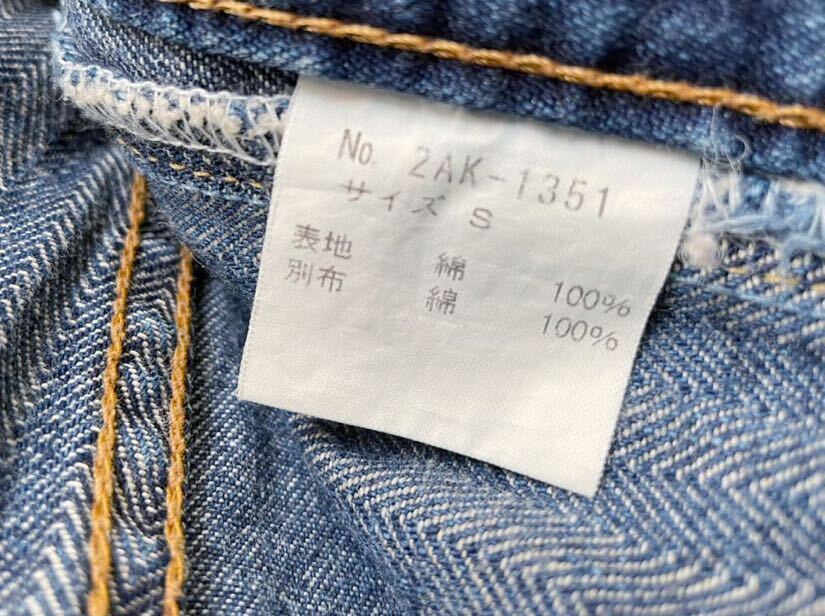 No. 2AK-1351
サイズ S
表地 綿 100%
別布 綿 100%